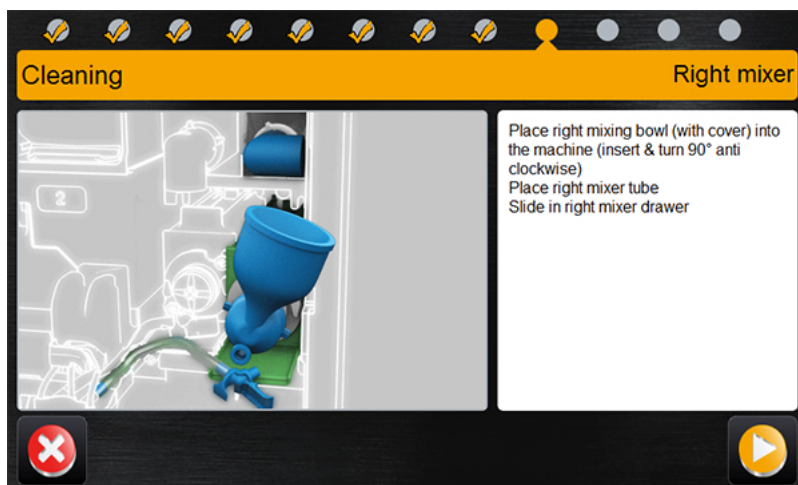 Cleaning
Right mixer
2
Place right mixing bowl (with cover) into
the machine (insert & turn 90° anti
clockwise)
Place right mixer tube
Slide in right mixer drawer